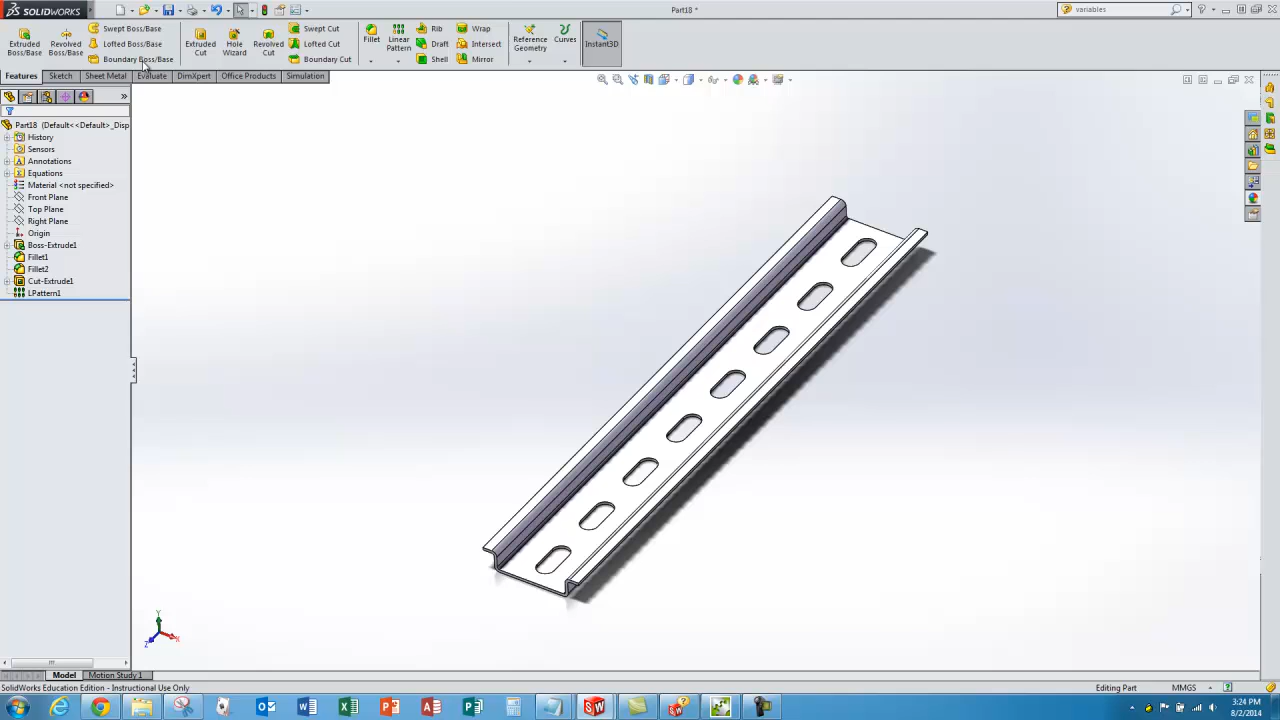 SOLIDWORKS
Part18 *
variables
Extruded Boss/Base
Revolved Boss/Base
Swept Boss/Base
Lofted Boss/Base
Boundary Boss/Base
Extruded Cut
Hole Wizard
Revolved Cut
Swept Cut
Lofted Cut
Boundary Cut
Fillet
Linear Pattern
Rib
Draft
Shell
Wrap
Intersect
Mirror
Reference Geometry
Curves
Instant3D
Features
Sketch
Sheet Metal
Evaluate
DimXpert
Office Products
Simulation
Part18 (Default<<Default>_Disp
History
Sensors
Annotations
Equations
Material <not specified>
Front Plane
Top Plane
Right Plane
Origin
Boss-Extrude1
Fillet1
Fillet2
Cut-Extrude1
LPattern1
Y
X
Z
Model
Motion Study 1
SolidWorks Education Edition - Instructional Use Only
Editing Part
MMGS
3:24 PM
8/2/2014